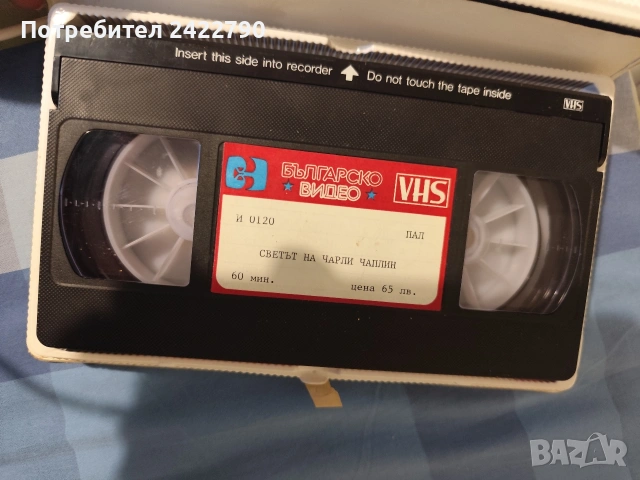 Потребител 2422790
Insert this side into recorder Do not touch the tape inside
VHS
БЪЛГАРСКО
ВИДЕО
VHS
И 0120 ПАЛ
СВЕТЪТ НА ЧАРЛИ ЧАПЛИН
60 мин. цена 65 лв.
BAZAR